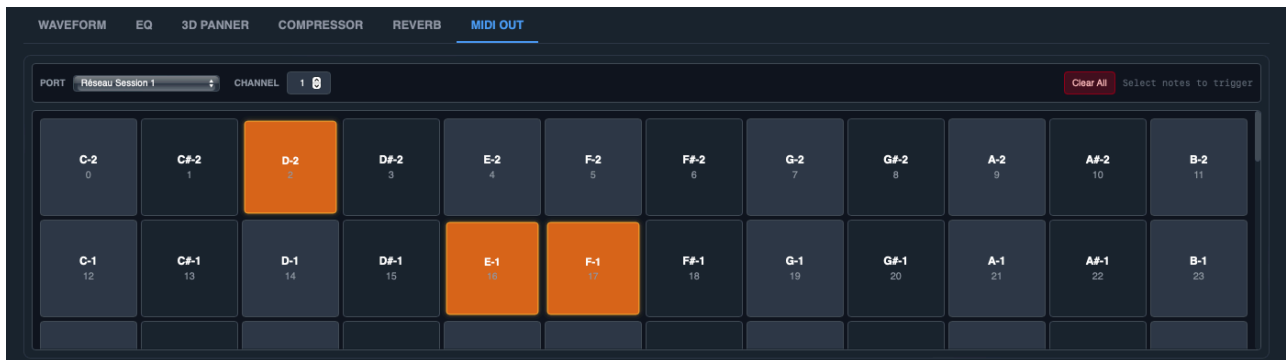 WAVEFORM EQ 3D PANNER COMPRESSOR REVERB MIDI OUT
PORT Réseau Session 1 CHANNEL 1 Clear All Select notes to trigger
C-2 C#-2 D-2 D#-2 E-2 F-2 F#-2 G-2 G#-2 A-2 A#-2 B-2
0 1 2 3 4 5 6 7 8 9 10 11
C-1 C#-1 D-1 D#-1 E-1 F-1 F#-1 G-1 G#-1 A-1 A#-1 B-1
12 13 14 15 16 17 18 19 20 21 22 23